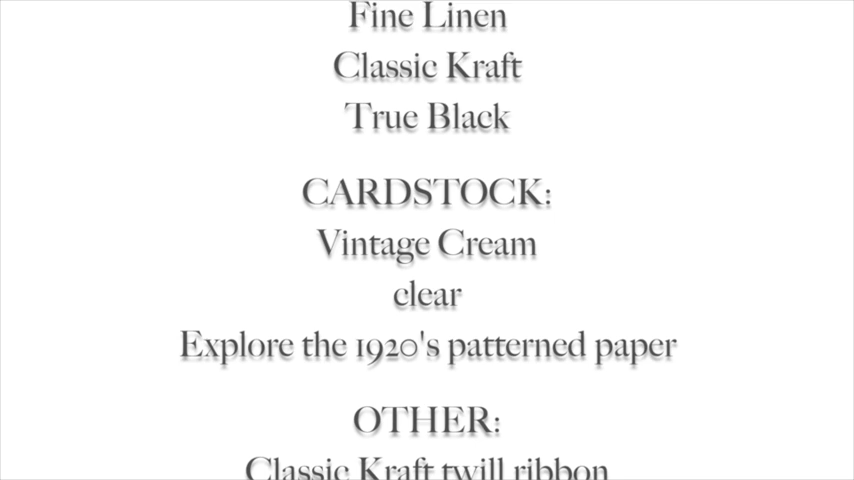 Fine Linen
Classic Kraft
True Black
CARDSTOCK:
Vintage Cream
clear
Explore the 1920's patterned paper
OTHER:
Classic Kraft twill ribbon